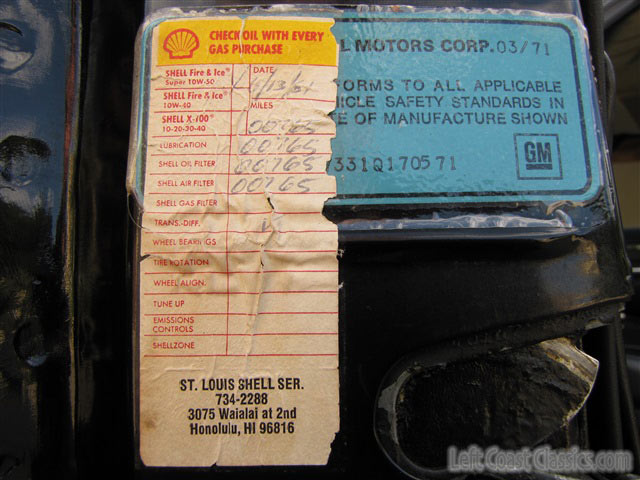 CHECK OIL WITH EVERY
GAS PURCHASE
SHELL Fire & Ice
Super 10W-50
DATE
SHELL Fire & Ice
10W-40
MILES
SHELL X-100
10-20-30-40
LUBRICATION 00765
SHELL OIL FILTER 00765
SHELL AIR FILTER 00765
SHELL GAS FILTER
TRANS.-DIFF.
WHEEL BEARINGS
TIRE ROTATION
WHEEL ALIGN.
TUNE UP
EMISSIONS
CONTROLS
SHELLZONE
ST. LOUIS SHELL SER.
734-2288
3075 Waialai at 2nd
Honolulu, HI 96816
L MOTORS CORP. 03/71
FORMS TO ALL APPLICABLE
HICLE SAFETY STANDARDS IN
E OF MANUFACTURE SHOWN
331Q170571
GM
LeftCoastClassics.com